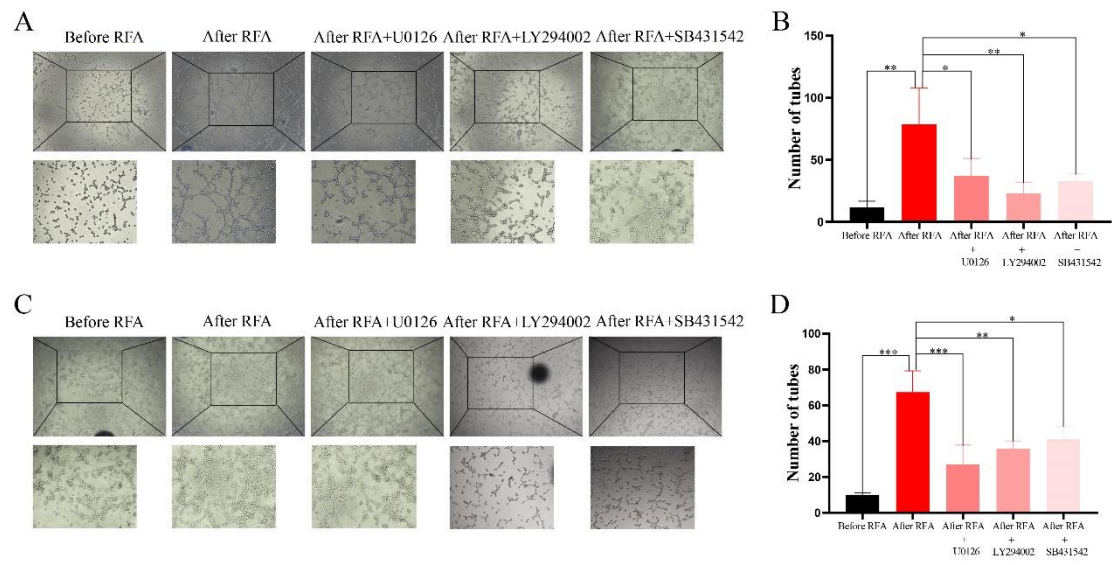 A
Before RFA After RFA After RFA+U0126 After RFA+LY294002 After RFA+SB431542
B
Number of tubes
150
100
50
0
** * ** *
Before RFA After RFA After RFA After RFA After RFA
+ + −
U0126 LY294002 SB431542
C
Before RFA After RFA After RFA+U0126 After RFA+LY294002 After RFA+SB431542
D
Number of tubes
100
80
60
40
20
0
*** *** ** *
Before RFA After RFA After RFA After RFA After RFA
+ + +
U0126 LY294002 SB431542